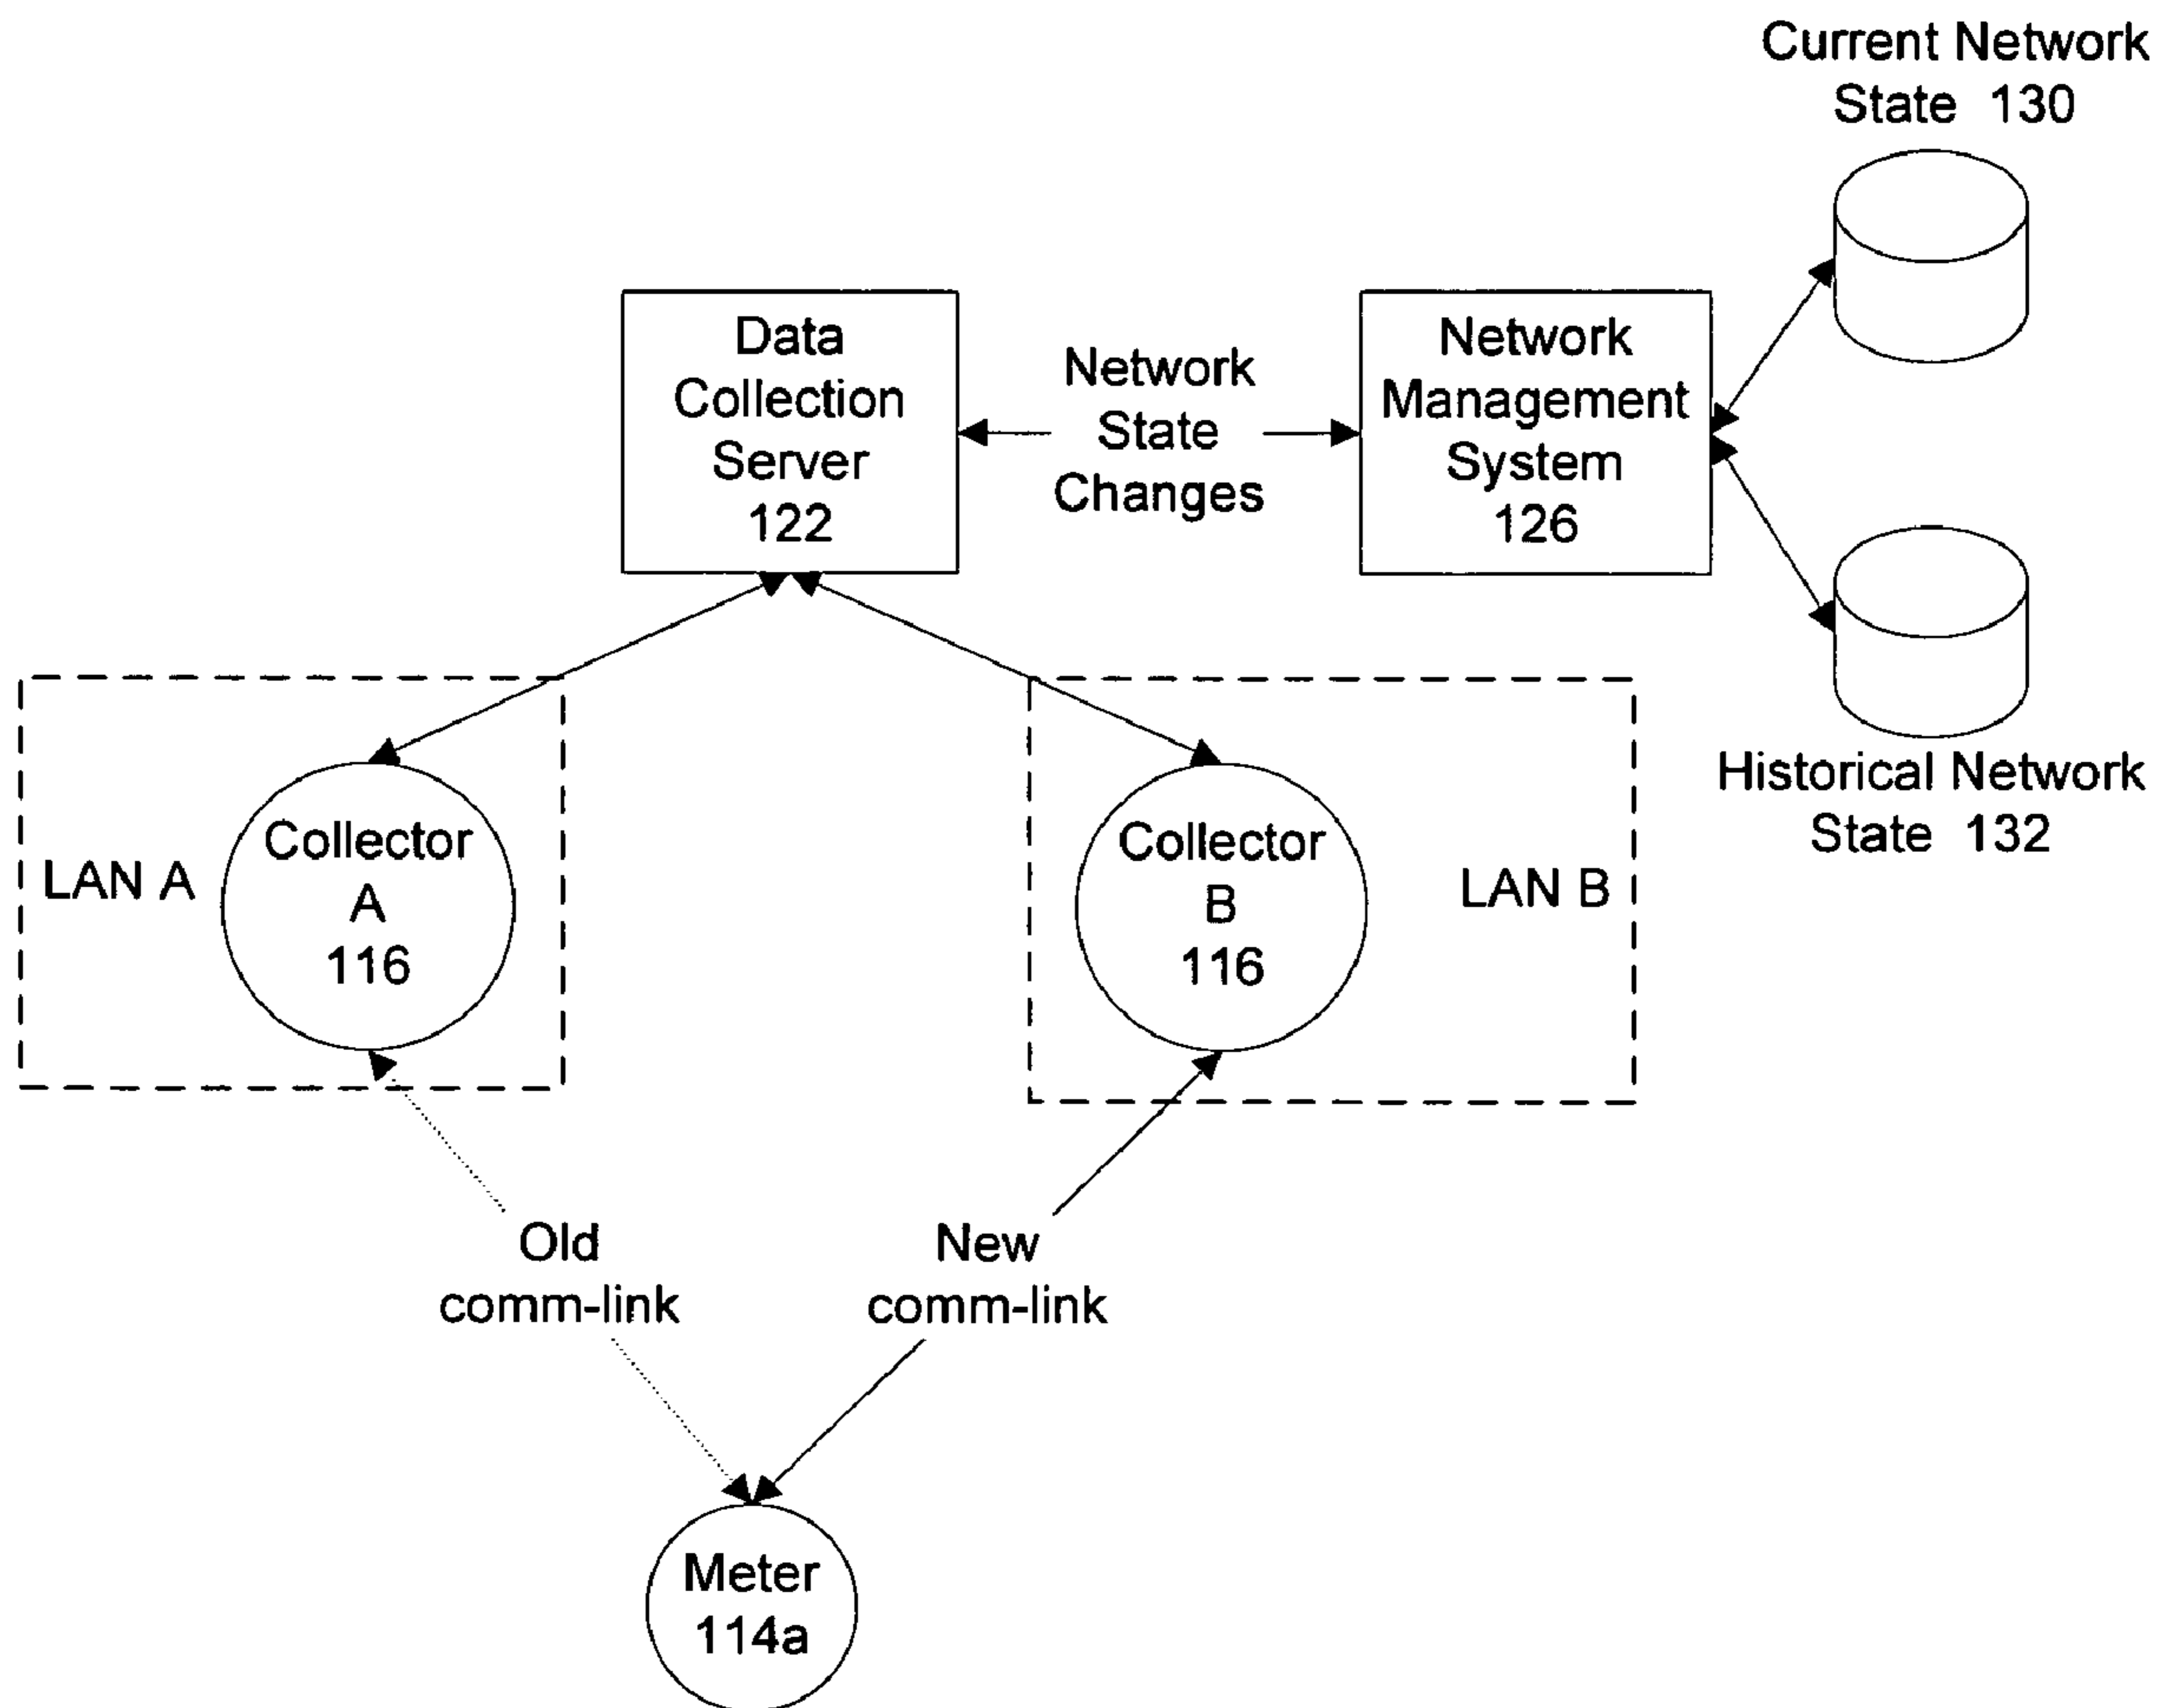 Current Network
State 130
Data
Collection
Server
122
Network
State
Changes
Network
Management
System
126
Historical Network
State 132
LAN A
Collector
A
116
Collector
B
116
LAN B
Old
comm-link
New
comm-link
Meter
114a